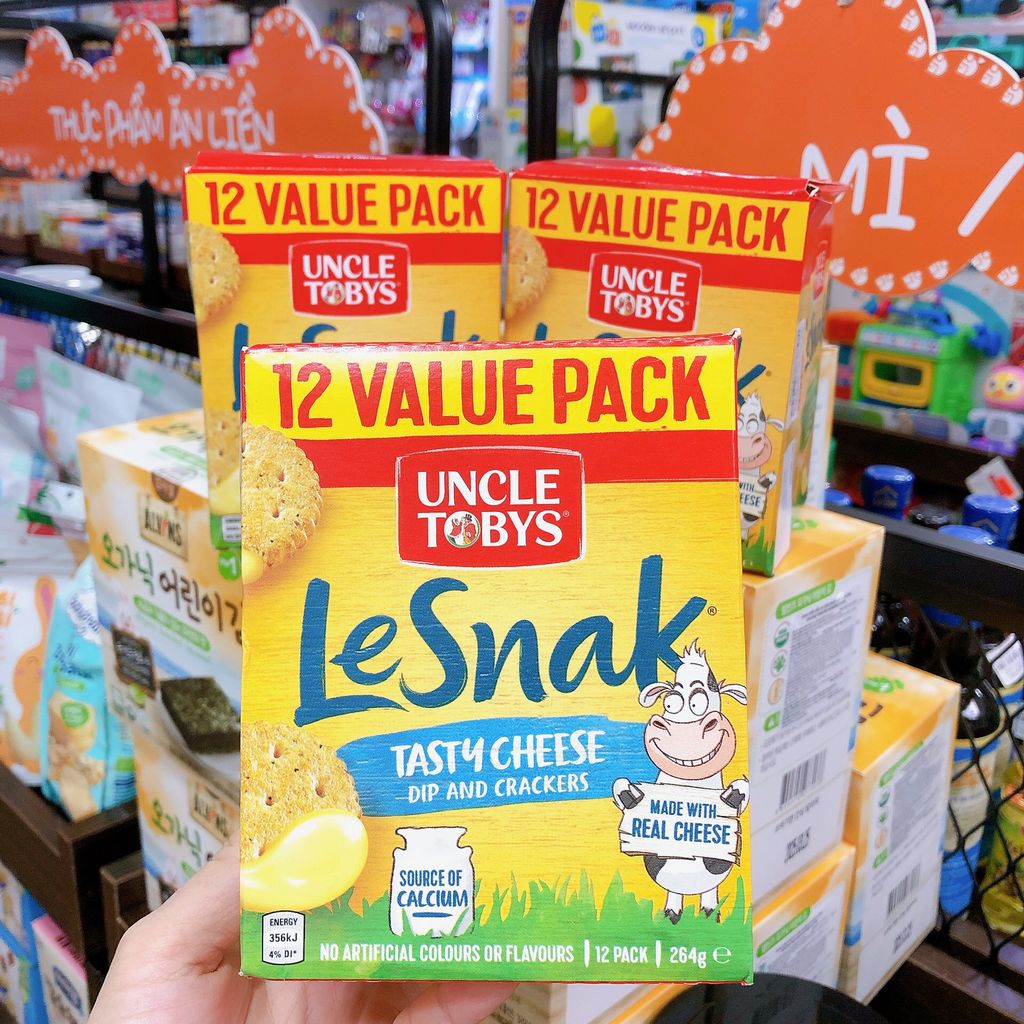 THỰC PHẨM ĂN LIỀN
MÌ /
12 VALUE PACK
UNCLE
TOBYS
12 VALUE PACK
UNCLE
TOBYS
WITH
12 VALUE PACK
UNCLE
TOBYS®
LeSnak®
TASTY CHEESE
DIP AND CRACKERS
MADE WITH
REAL CHEESE
SOURCE OF
CALCIUM
ENERGY
356kJ
4% DI*
NO ARTIFICIAL COLOURS OR FLAVOURS | 12 PACK | 264g ℮
오가닉 어린이김